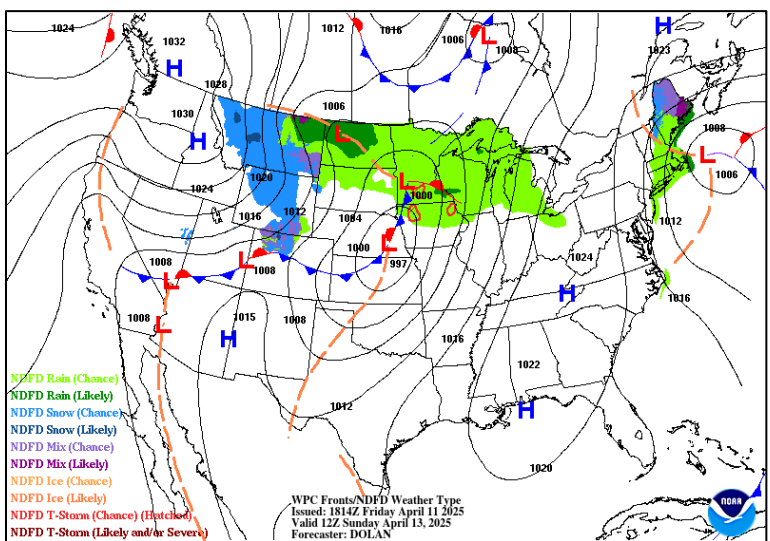 1024
1032
H
1028
1012
1016
1006
L
1008
H
1023
1030
H
1006
L
1008
L
1006
1024
1020
1016
1012
L
1000
1004
1000
L
997
1012
1024
H
1016
1008
L
L
1008
1008
L
1015
H
1008
1016
1022
H
1012
1020
NDFD Rain (Chance)
NDFD Rain (Likely)
NDFD Snow (Chance)
NDFD Snow (Likely)
NDFD Mix (Chance)
NDFD Mix (Likely)
NDFD Ice (Chance)
NDFD Ice (Likely)
NDFD T-Storm (Chance) (Hatched)
NDFD T-Storm (Likely and/or Severe)
WPC Fronts/NDFD Weather Type
Issued: 1814Z Friday April 11 2025
Valid 12Z Sunday April 13, 2025
Forecaster: DOLAN
NOAA